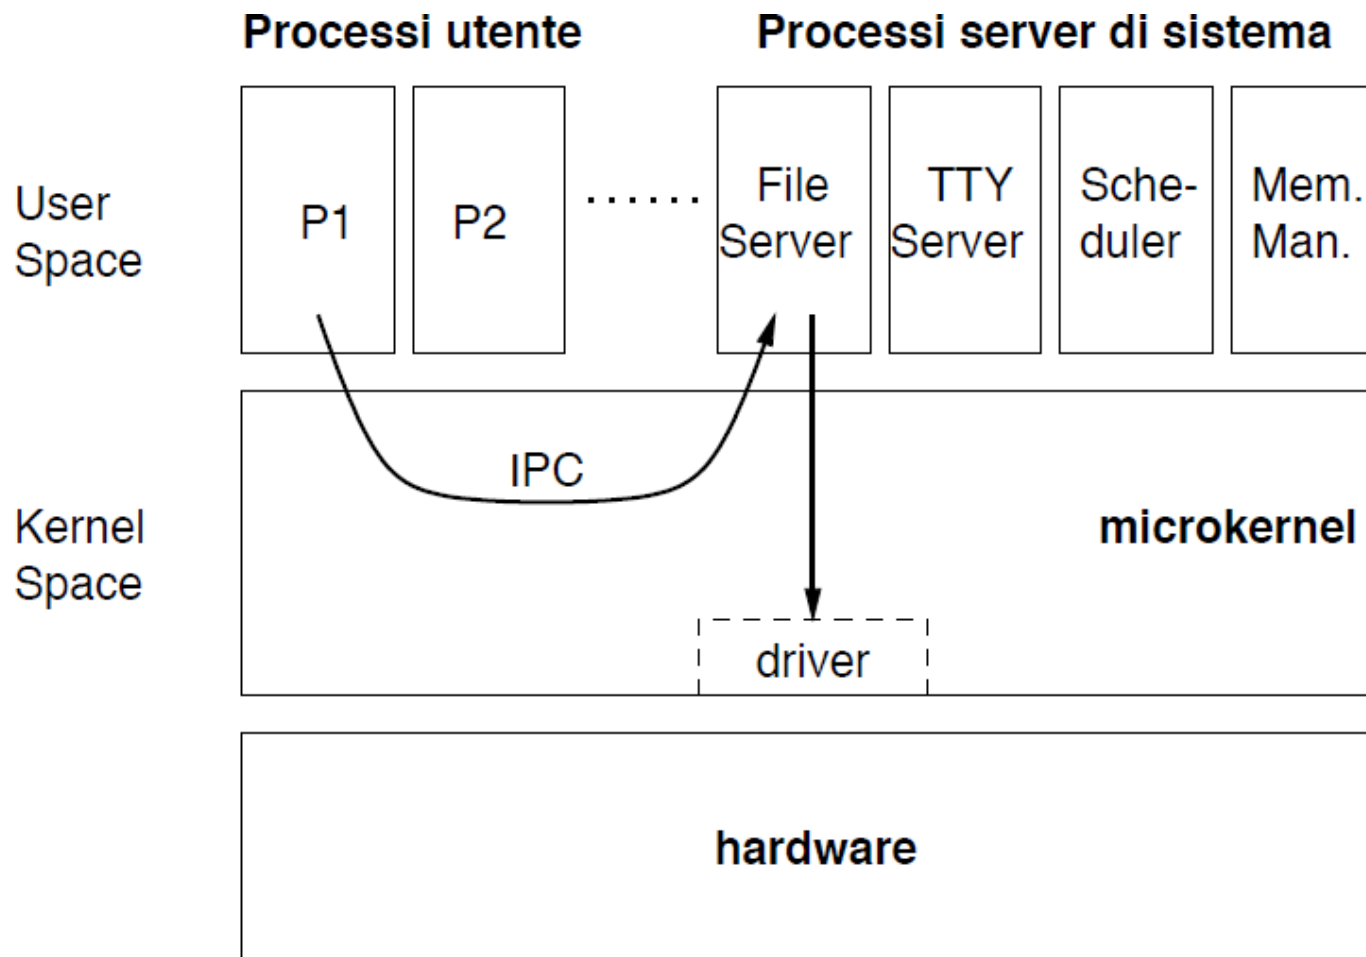 Processi utente
Processi server di sistema
User
Space
P1
P2
......
File
Server
TTY
Server
Sche-
duler
Mem.
Man.
IPC
Kernel
Space
microkernel
driver
hardware